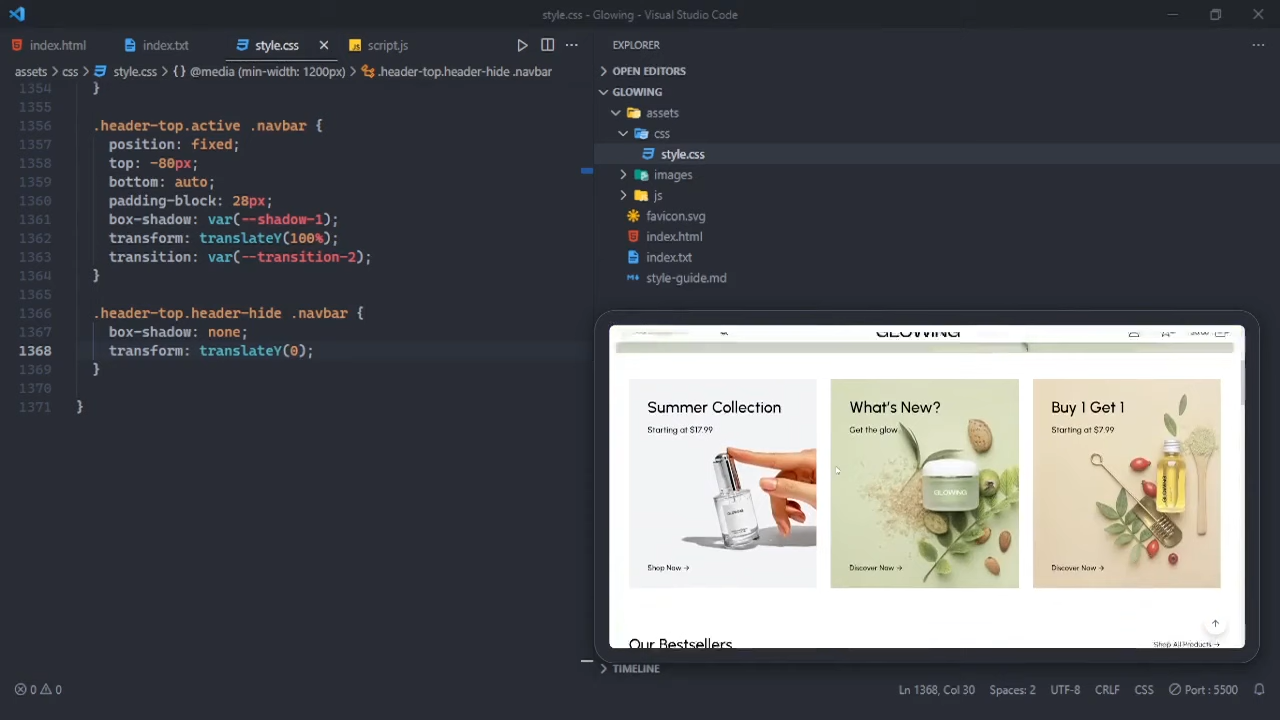 style.css - Glowing - Visual Studio Code
index.html
index.txt
style.css
script.js
assets > css > style.css > {} @media (min-width: 1200px) > .header-top.header-hide .navbar
1354 }
1355
1356 .header-top.active .navbar {
1357 position: fixed;
1358 top: -80px;
1359 bottom: auto;
1360 padding-block: 28px;
1361 box-shadow: var(--shadow-1);
1362 transform: translateY(100%);
1363 transition: var(--transition-2);
1364 }
1365
1366 .header-top.header-hide .navbar {
1367 box-shadow: none;
1368 transform: translateY(0);
1369 }
1370
1371 }
EXPLORER
OPEN EDITORS
GLOWING
assets
css
style.css
images
js
favicon.svg
index.html
index.txt
style-guide.md
GLOWING
Summer Collection
Starting at $17.99
GLOWING
Shop Now →
What's New?
Get the glow
GLOWING
Discover Now →
Buy 1 Get 1
Starting at $7.99
Discover Now →
Our Bestsellers
Shop All Products →
TIMELINE
0 0
Ln 1368, Col 30
Spaces: 2
UTF-8
CRLF
CSS
Port : 5500